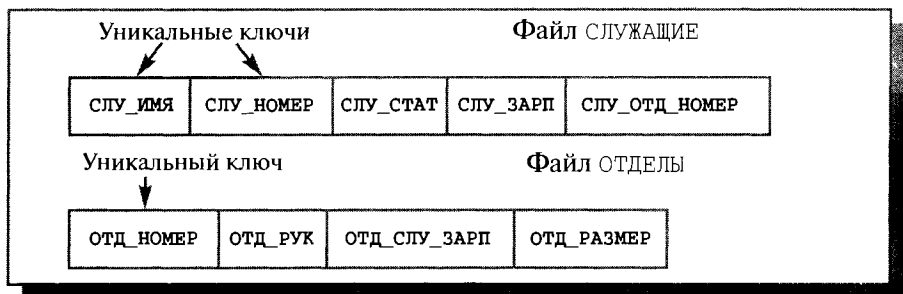 Уникальные ключи Файл СЛУЖАЩИЕ
СЛУ_ИМЯ СЛУ_НОМЕР СЛУ_СТАТ СЛУ_ЗАРП СЛУ_ОТД_НОМЕР
Уникальный ключ Файл ОТДЕЛЫ
ОТД_НОМЕР ОТД_РУК ОТД_СЛУ_ЗАРП ОТД_РАЗМЕР